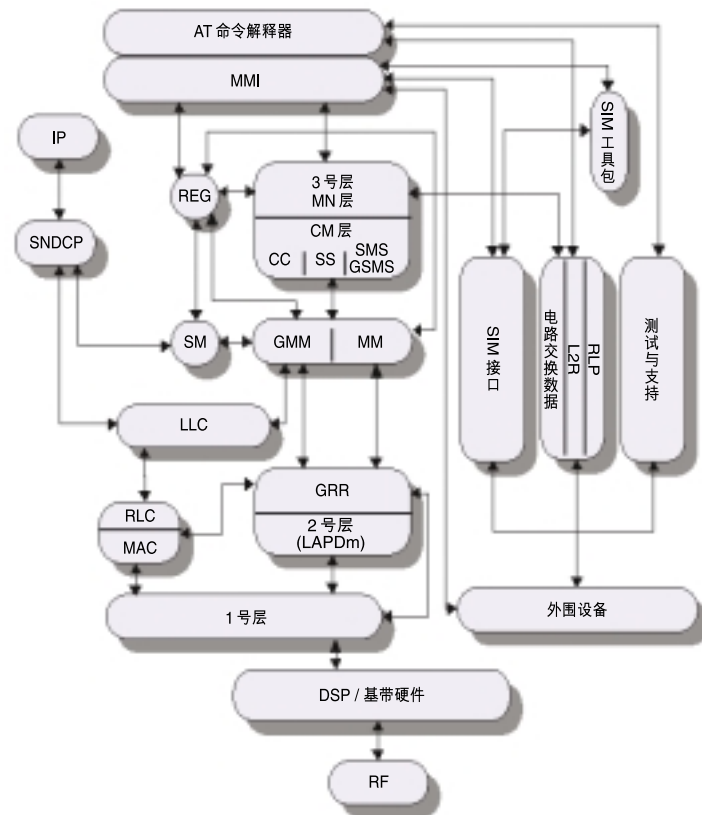 AT 命令解释器
MMI
SIM 工具包
IP
REG
3 号层
MN 层
CM 层
CC
SS
SMS
GSMS
SNDCP
SM
GMM
MM
SIM 接口
电路交换数据
L2R
RLP
测试与支持
LLC
GRR
RLC
MAC
2 号层
(LAPDm)
1 号层
外围设备
DSP / 基带硬件
RF